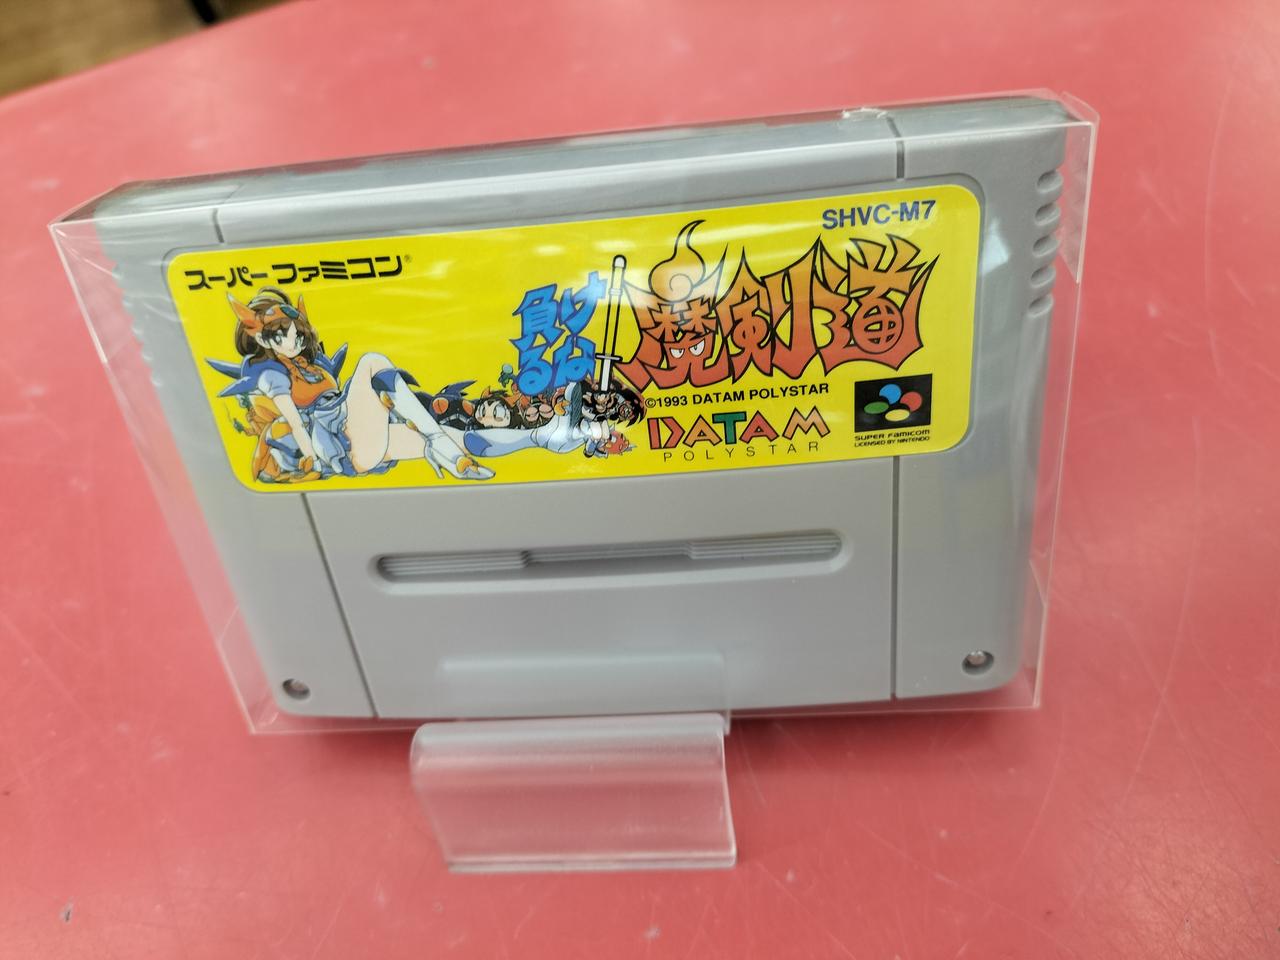 スーパーファミコン®
SHVC-M7
負けるな
魔剣道
©1993 DATAM POLYSTAR
DATAM
POLYSTAR
SUPER FAMICOM
LICENSED BY NINTENDO